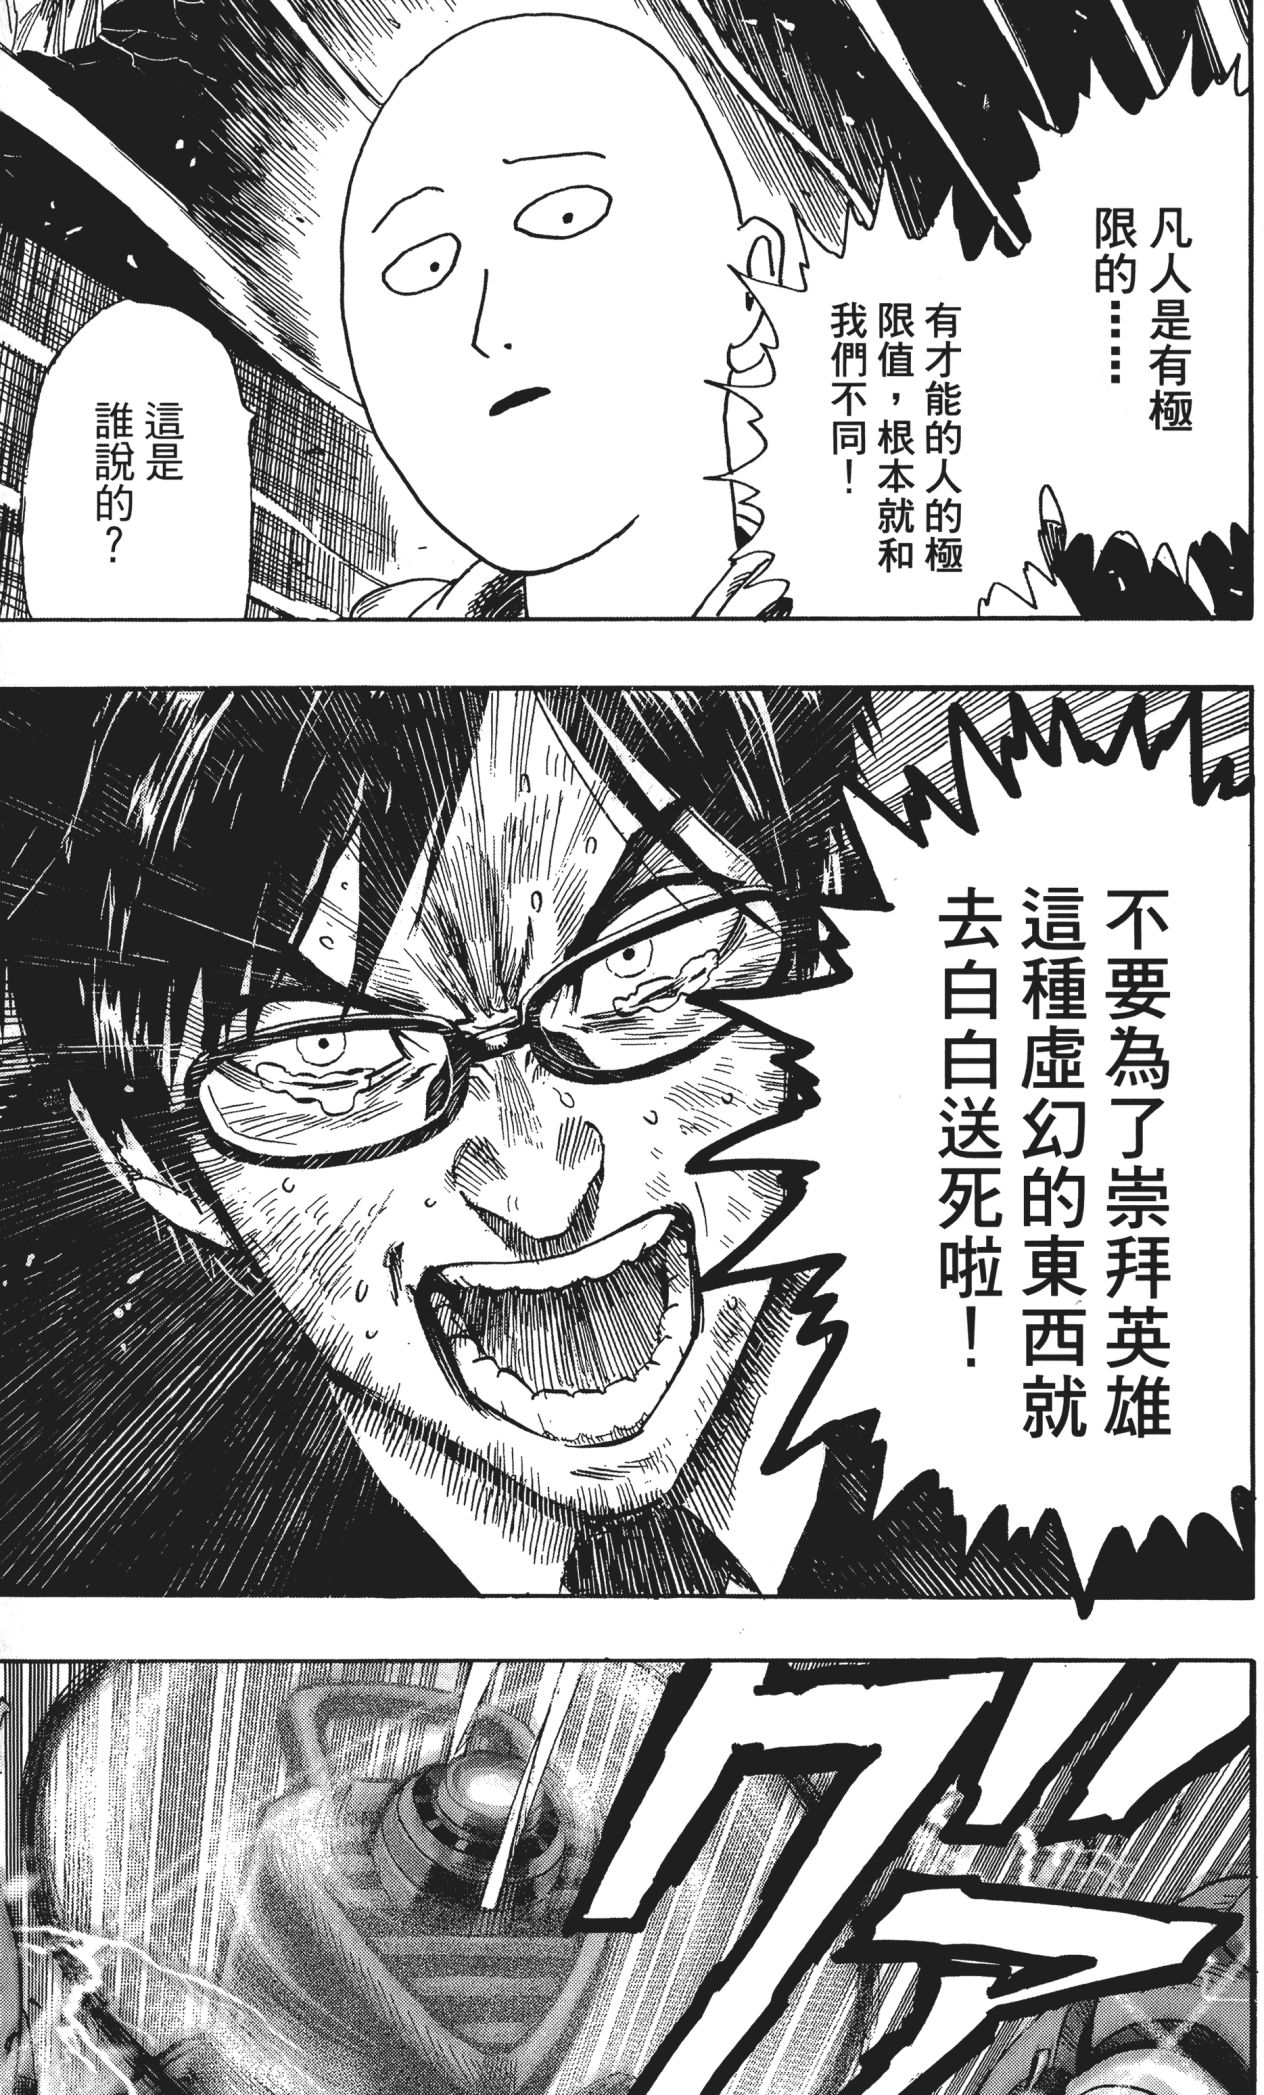 凡人是有極
限的⋯⋯
有才能的人的極
限值，根本就和
我們不同！
這是
誰說的？
不要為了崇拜英雄
這種虛幻的東西就
去白白送死啦！